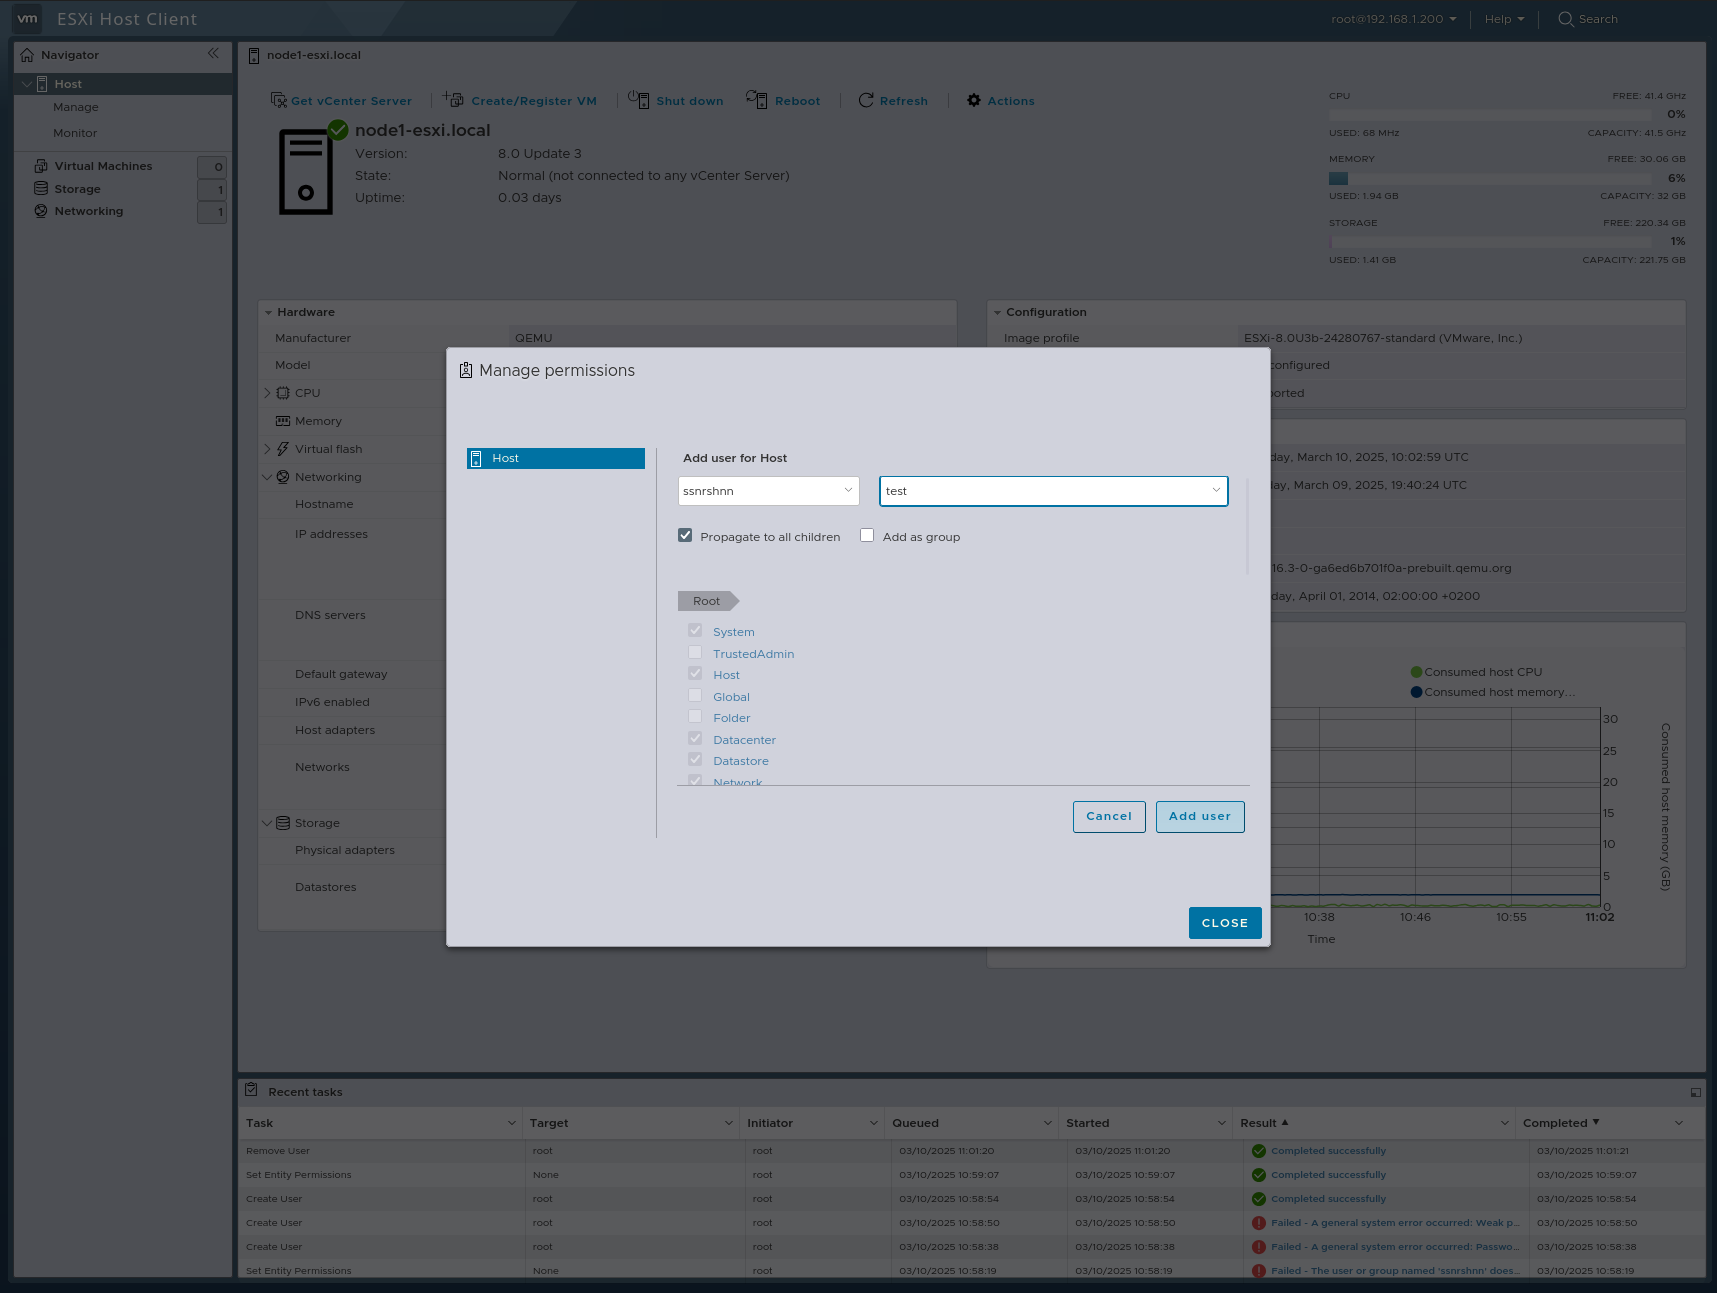 vm ESXi Host Client
root@192.168.1.200 Help Search
Navigator
Host
Manage
Monitor
Virtual Machines 0
Storage 1
Networking 1
node1-esxi.local
Get vCenter Server Create/Register VM Shut down Reboot Refresh Actions
node1-esxi.local
Version: 8.0 Update 3
State: Normal (not connected to any vCenter Server)
Uptime: 0.03 days
CPU FREE: 41.4 GHz
0%
USED: 68 MHz CAPACITY: 41.5 GHz
MEMORY FREE: 30.06 GB
6%
USED: 1.94 GB CAPACITY: 32 GB
STORAGE FREE: 220.34 GB
1%
USED: 1.41 GB CAPACITY: 221.75 GB
Hardware
Manufacturer QEMU
Model
CPU
Memory
Virtual flash
Networking
Hostname
IP addresses
DNS servers
Default gateway
IPv6 enabled
Host adapters
Networks
Storage
Physical adapters
Datastores
Configuration
Image profile ESXi-8.0U3b-24280767-standard (VMware, Inc.)
configured
ported
day, March 10, 2025, 10:02:59 UTC
ay, March 09, 2025, 19:40:24 UTC
16.3-0-ga6ed6b701f0a-prebuilt.qemu.org
day, April 01, 2014, 02:00:00 +0200
Consumed host CPU
Consumed host memory...
30
25
20
15
10
5
0
Consumed host memory (GB)
10:38 10:46 10:55 11:02
Time
Manage permissions
Host
Add user for Host
ssnrshnn test
Propagate to all children Add as group
Root
System
TrustedAdmin
Host
Global
Folder
Datacenter
Datastore
Network
Cancel Add user
CLOSE
Recent tasks
Task Target Initiator Queued Started Result Completed
Remove User root root 03/10/2025 11:01:20 03/10/2025 11:01:20 Completed successfully 03/10/2025 11:01:21
Set Entity Permissions None root 03/10/2025 10:59:07 03/10/2025 10:59:07 Completed successfully 03/10/2025 10:59:07
Create User root root 03/10/2025 10:58:54 03/10/2025 10:58:54 Completed successfully 03/10/2025 10:58:54
Create User root root 03/10/2025 10:58:50 03/10/2025 10:58:50 Failed - A general system error occurred: Weak p... 03/10/2025 10:58:50
Create User root root 03/10/2025 10:58:38 03/10/2025 10:58:38 Failed - A general system error occurred: Passwo... 03/10/2025 10:58:38
Set Entity Permissions None root 03/10/2025 10:58:19 03/10/2025 10:58:19 Failed - The user or group named 'ssnrshnn' does... 03/10/2025 10:58:19